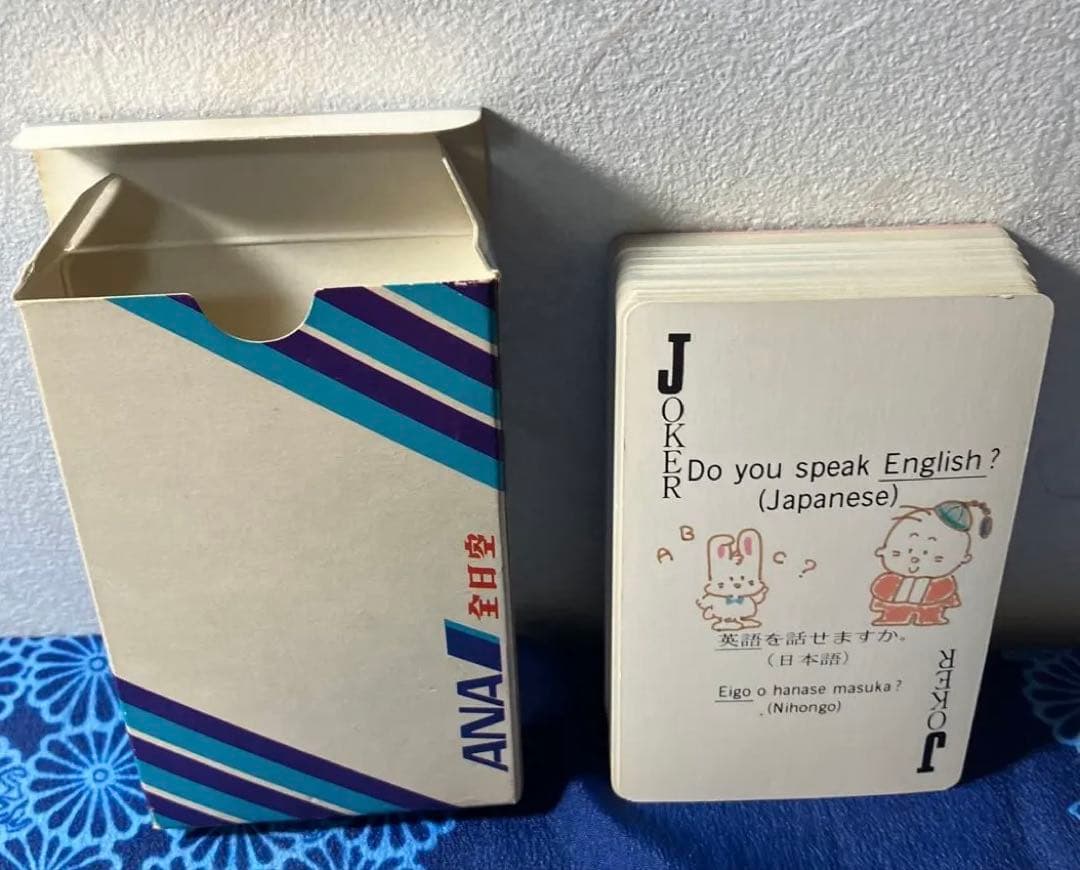 ANA 全日空
JOKER
Do you speak English?
(Japanese)
A B C ?
英語を話せますか。
(日本語)
Eigo o hanase masuka?
(Nihongo)
JOKER